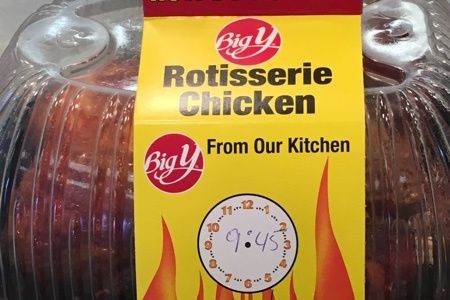 Big Y
Rotisserie
Chicken
Big Y From Our Kitchen
11 12 1
10 2
9 9:45 3
8 4
7 6 5